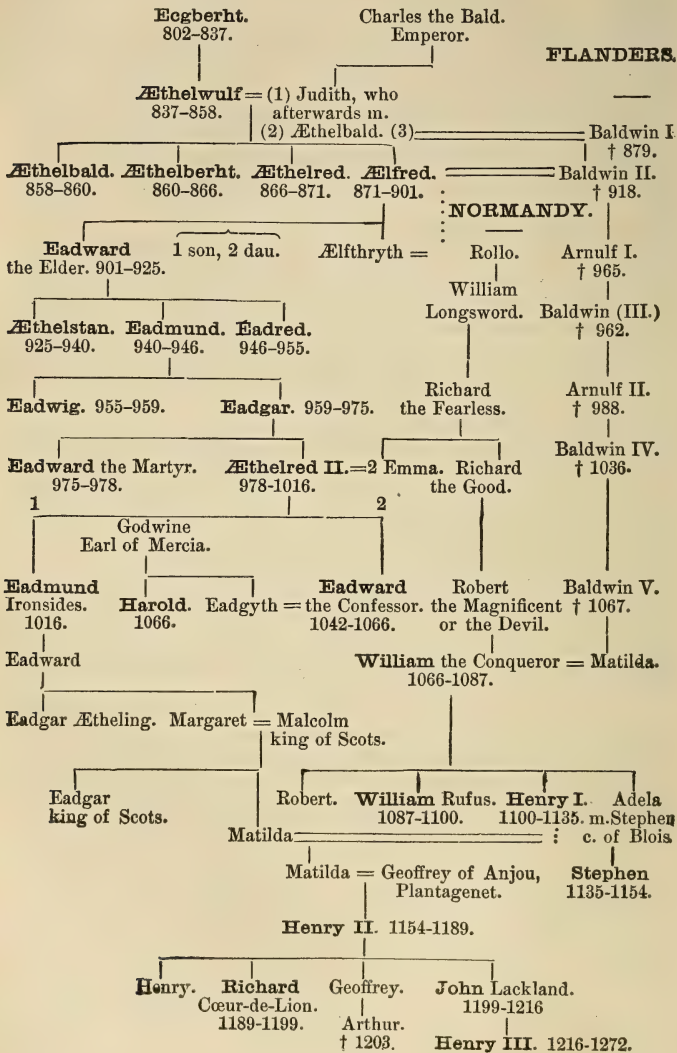 Ecgberht. Charles the Bald.
802–837. Emperor.
FLANDERS.
Æthelwulf = (1) Judith, who
837–858. afterwards m.
(2) Æthelbald. (3) Baldwin I
† 879.
Æthelbald. Æthelberht. Æthelred. Ælfred. Baldwin II.
858–860. 860–866. 866–871. 871–901. † 918.
NORMANDY.
Eadward 1 son, 2 dau. Ælfthryth = Rollo. Arnulf I.
the Elder. 901–925. † 965.
William
Æthelstan. Eadmund. Eadred. Longsword. Baldwin (III.)
925–940. 940–946. 946–955. † 962.
Richard Arnulf II.
Eadwig. 955–959. Eadgar. 959–975. the Fearless. † 988.
Baldwin IV.
Eadward the Martyr. Æthelred II. = 2 Emma. Richard † 1036.
975–978. 978-1016. the Good.
1 2
Godwine
Earl of Mercia.
Eadmund Eadward Robert Baldwin V.
Ironsides. Harold. Eadgyth = the Confessor. the Magnificent † 1067.
1016. 1066. 1042-1066. or the Devil.
Eadward William the Conqueror = Matilda.
1066-1087.
Eadgar Ætheling. Margaret = Malcolm
king of Scots.
Eadgar Robert. William Rufus. Henry I. Adela
king of Scots. 1087-1100. 1100-1135. m. Stephen
Matilda c. of Blois
Matilda = Geoffrey of Anjou, Stephen
Plantagenet. 1135-1154.
Henry II. 1154-1189.
Henry. Richard Geoffrey. John Lackland.
Cœur-de-Lion. 1199-1216
1189-1199. Arthur.
† 1203. Henry III. 1216-1272.